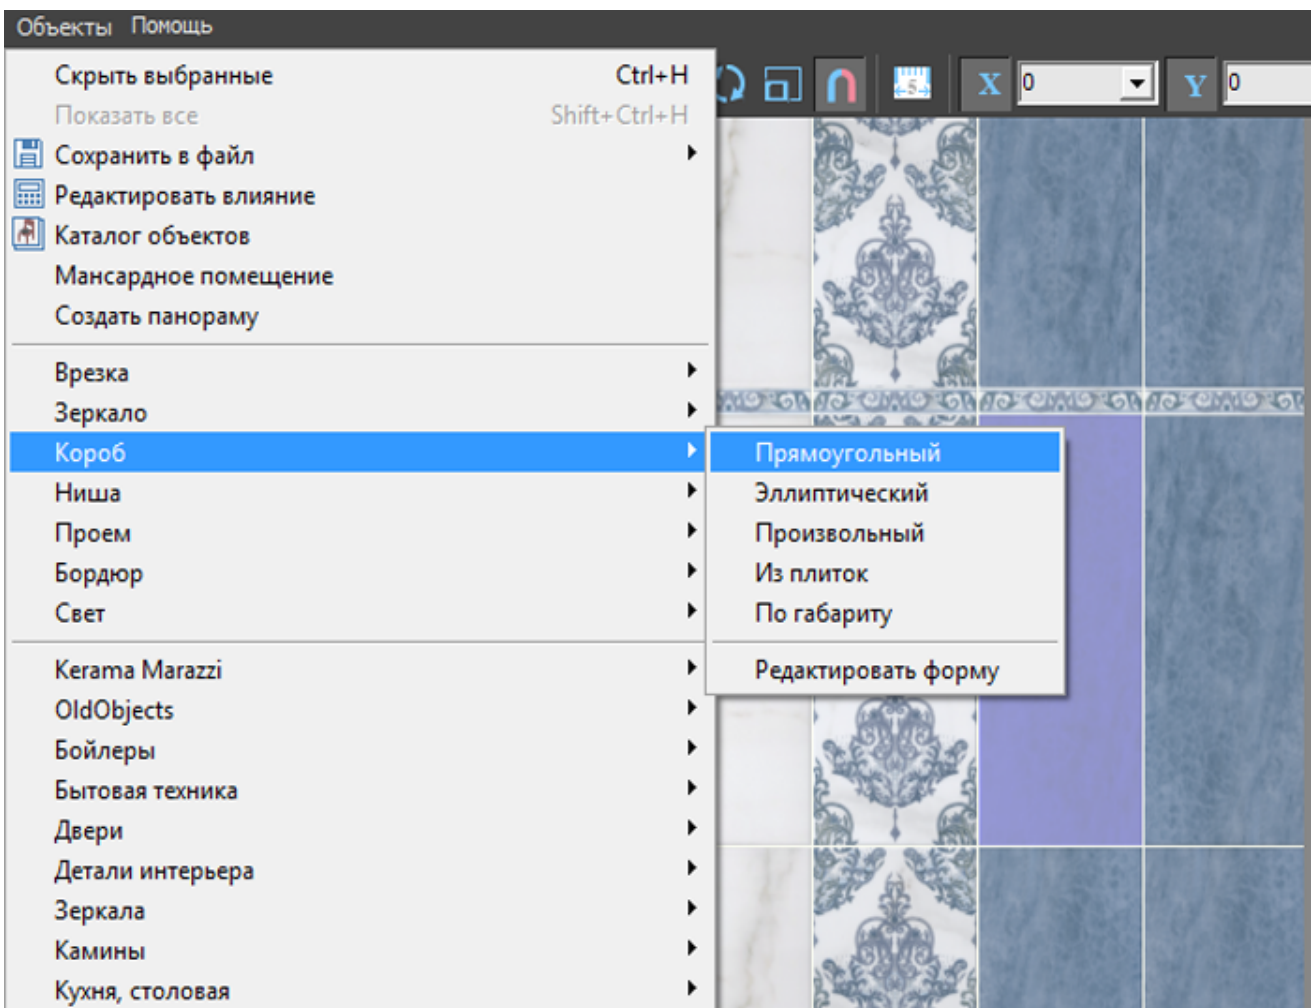 Объекты Помощь
Скрыть выбранные Ctrl+H
Показать все Shift+Ctrl+H
Сохранить в файл
Редактировать влияние
Каталог объектов
Мансардное помещение
Создать панораму
Врезка
Зеркало
Короб
Ниша
Проем
Бордюр
Свет
Kerama Marazzi
OldObjects
Бойлеры
Бытовая техника
Двери
Детали интерьера
Зеркала
Камины
Кухня, столовая
Прямоугольный
Эллиптический
Произвольный
Из плиток
По габариту
Редактировать форму
5 X 0 Y 0